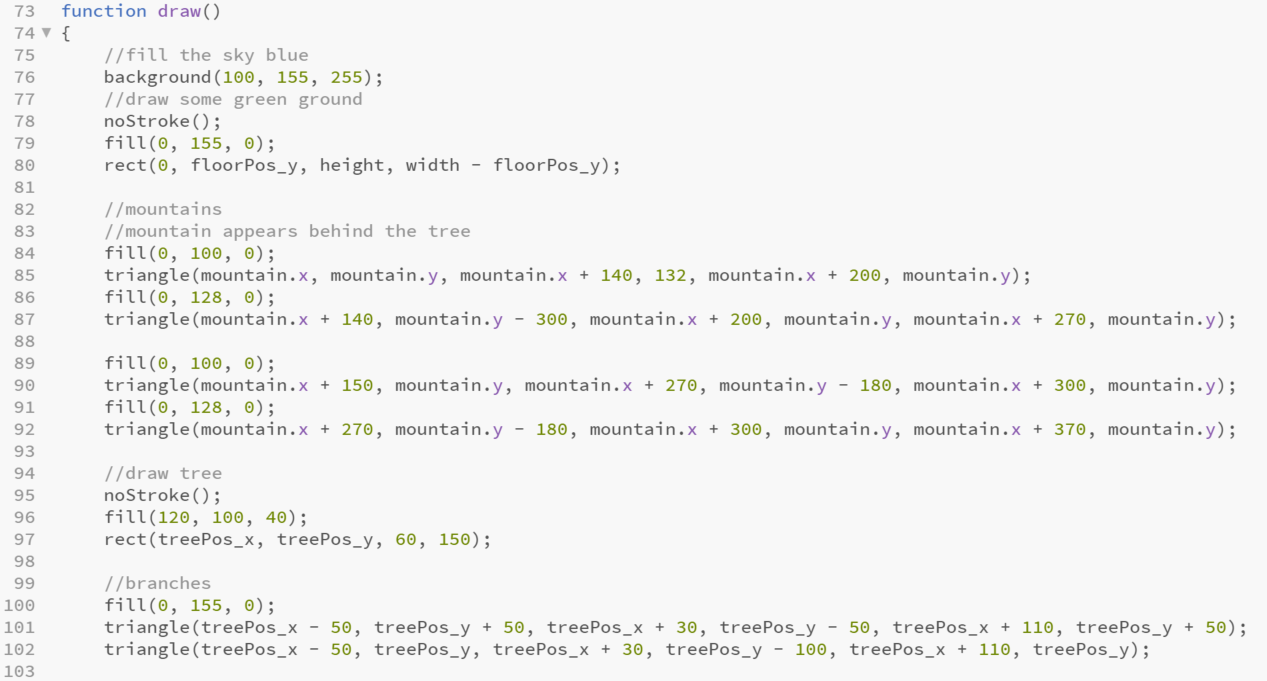 73 function draw()
74 ▼ {
75     //fill the sky blue
76     background(100, 155, 255);
77     //draw some green ground
78     noStroke();
79     fill(0, 155, 0);
80     rect(0, floorPos_y, height, width - floorPos_y);
81
82     //mountains
83     //mountain appears behind the tree
84     fill(0, 100, 0);
85     triangle(mountain.x, mountain.y, mountain.x + 140, 132, mountain.x + 200, mountain.y);
86     fill(0, 128, 0);
87     triangle(mountain.x + 140, mountain.y - 300, mountain.x + 200, mountain.y, mountain.x + 270, mountain.y);
88
89     fill(0, 100, 0);
90     triangle(mountain.x + 150, mountain.y, mountain.x + 270, mountain.y - 180, mountain.x + 300, mountain.y);
91     fill(0, 128, 0);
92     triangle(mountain.x + 270, mountain.y - 180, mountain.x + 300, mountain.y, mountain.x + 370, mountain.y);
93
94     //draw tree
95     noStroke();
96     fill(120, 100, 40);
97     rect(treePos_x, treePos_y, 60, 150);
98
99     //branches
100     fill(0, 155, 0);
101     triangle(treePos_x - 50, treePos_y + 50, treePos_x + 30, treePos_y - 50, treePos_x + 110, treePos_y + 50);
102     triangle(treePos_x - 50, treePos_y, treePos_x + 30, treePos_y - 100, treePos_x + 110, treePos_y);
103